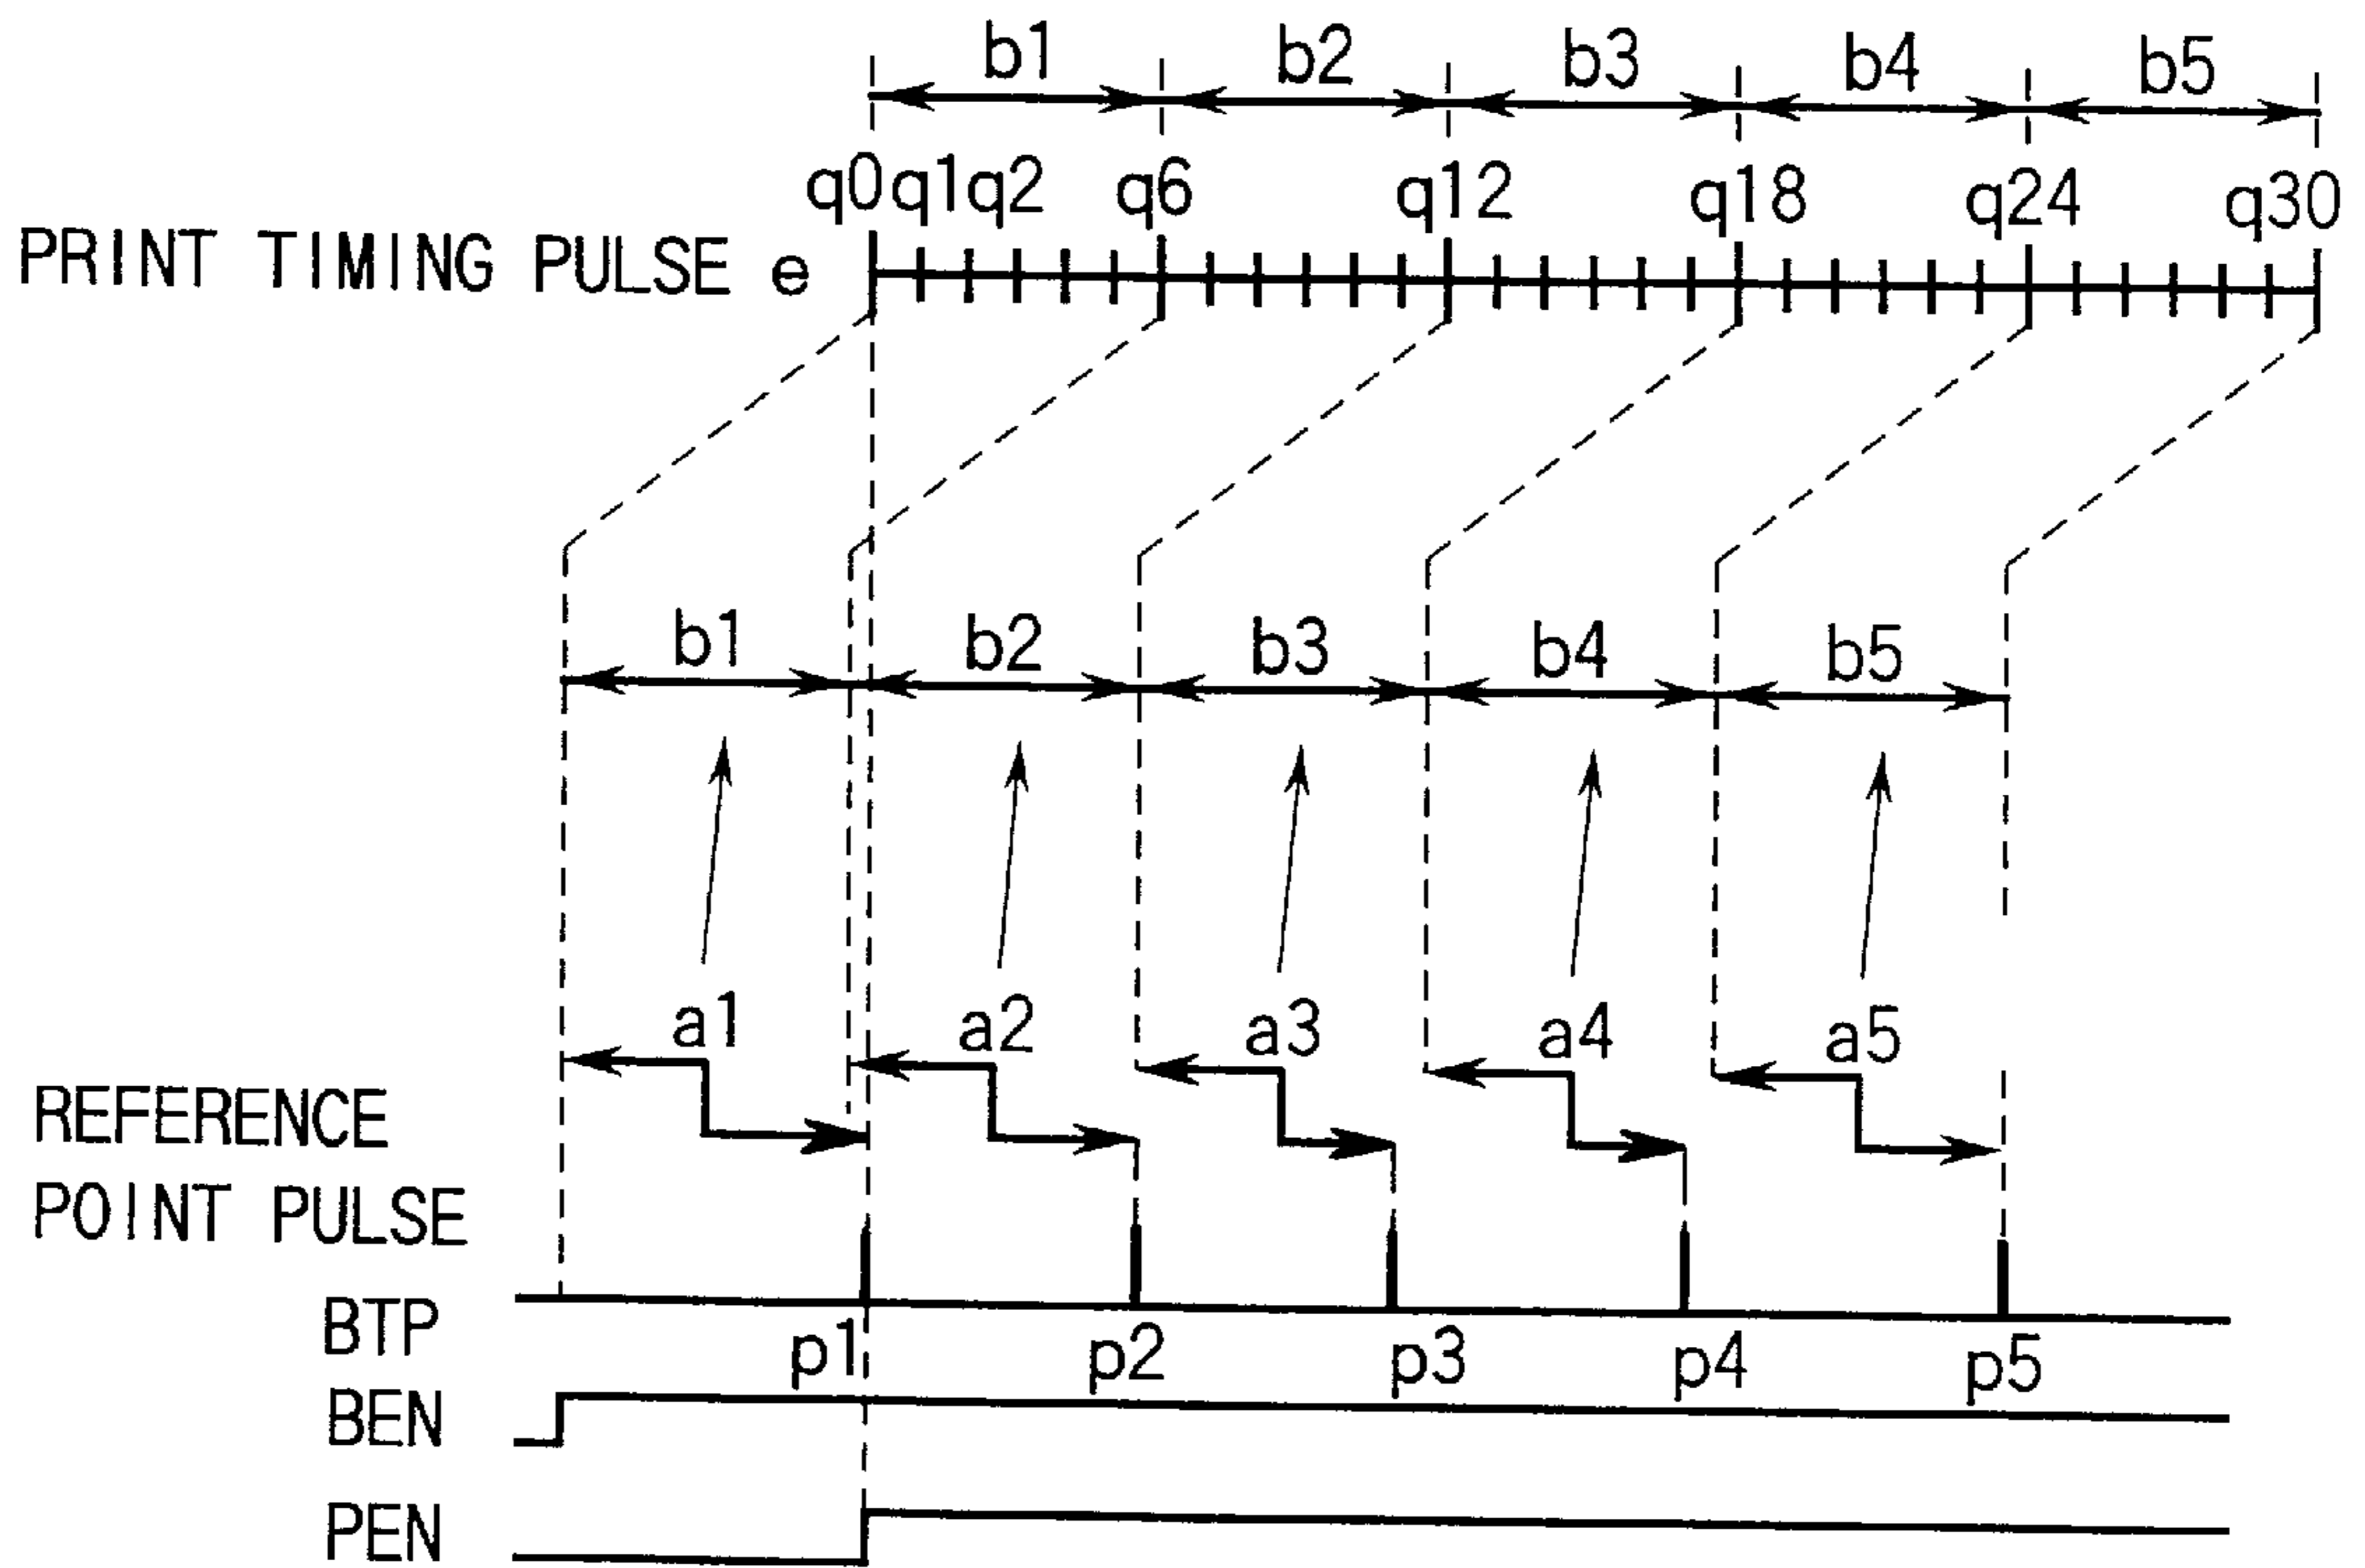 b1 b2 b3 b4 b5
q0 q1 q2 q6 q12 q18 q24 q30
PRINT TIMING PULSE e
b1 b2 b3 b4 b5
a1 a2 a3 a4 a5
REFERENCE
POINT PULSE
BTP
p1 p2 p3 p4 p5
BEN
PEN